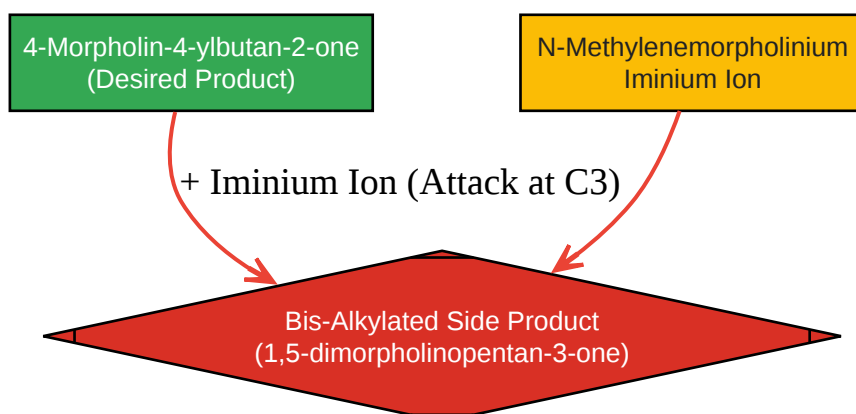 4-Morpholin-4-ylbutan-2-one
(Desired Product)
N-Methylenemorpholinium
Iminium Ion
+ Iminium Ion (Attack at C3)
Bis-Alkylated Side Product
(1,5-dimorpholinopentan-3-one)